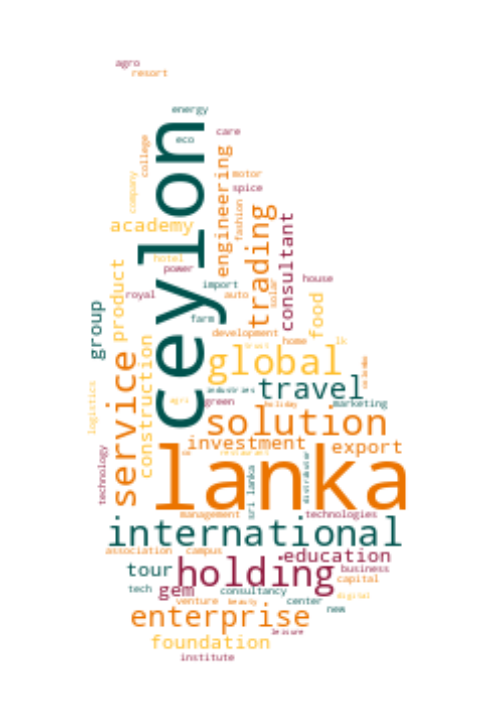 agro
resort
energy
eco
care
college
ceylon
engineering
motor
company
spice
fashion
academy
trading
consultant
hotel
power
product
solar
house
import
royal
auto
group
farm
food
development
construction
home
lk
trust
global
service
industries
travel
logistics
agri
green
holiday
marketing
solution
investment
export
restaurant
lanka
technology
sri lanka
management
technologies
international
association
campus
education
tour
holding
business
capital
tech
gem
consultancy
digital
venture
beauty
center
new
enterprise
leisure
foundation
institute